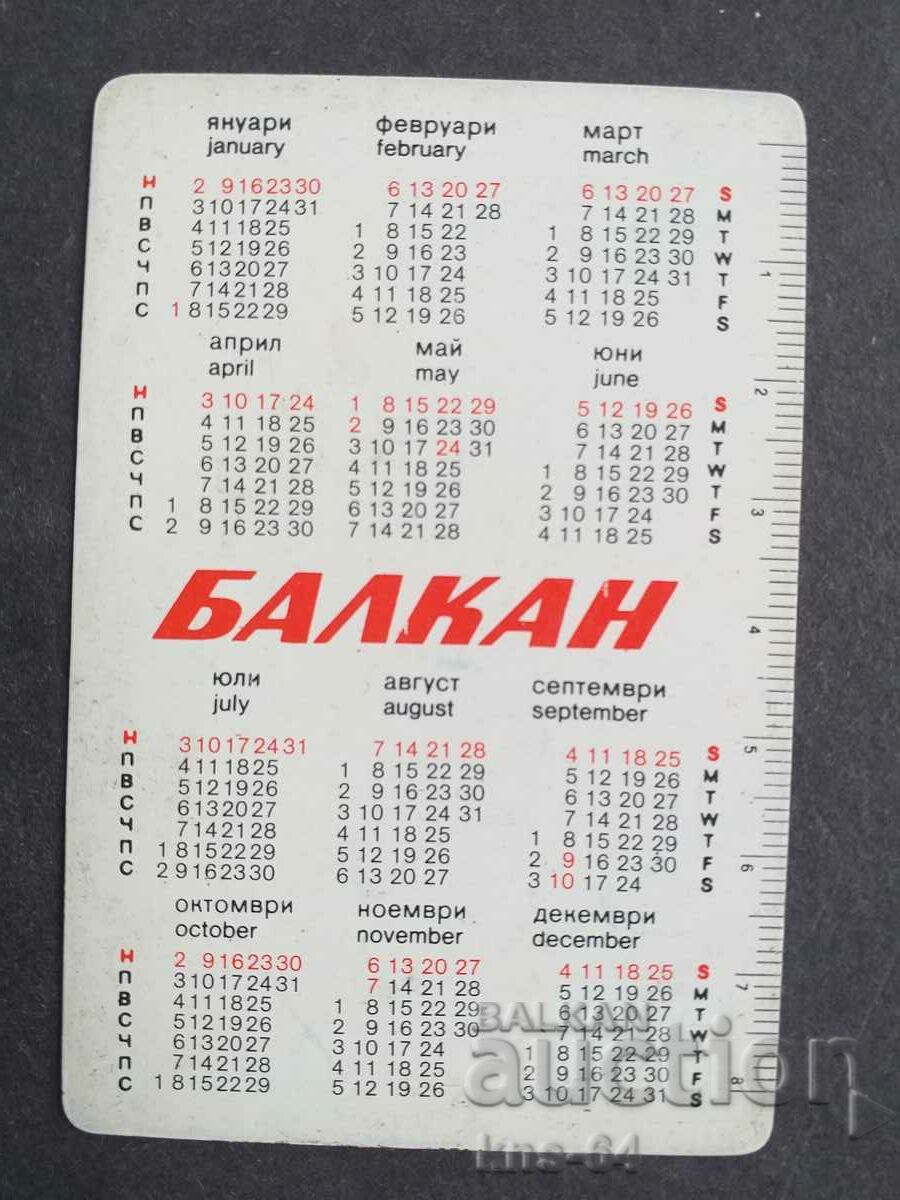 януари февруари март
january february march
Н 2 9 16 23 30 6 13 20 27 6 13 20 27 S
П 3 10 17 24 31 7 14 21 28 7 14 21 28 M
В 4 11 18 25 1 8 15 22 1 8 15 22 29 T
С 5 12 19 26 2 9 16 23 2 9 16 23 30 W
Ч 6 13 20 27 3 10 17 24 3 10 17 24 31 T
П 7 14 21 28 4 11 18 25 4 11 18 25 F
С 1 8 15 22 29 5 12 19 26 5 12 19 26 S
април май юни
april may june
Н 3 10 17 24 1 8 15 22 29 5 12 19 26 S
П 4 11 18 25 2 9 16 23 30 6 13 20 27 M
В 5 12 19 26 3 10 17 24 31 7 14 21 28 T
С 6 13 20 27 4 11 18 25 1 8 15 22 29 W
Ч 7 14 21 28 5 12 19 26 2 9 16 23 30 T
П 1 8 15 22 29 6 13 20 27 3 10 17 24 F
С 2 9 16 23 30 7 14 21 28 4 11 18 25 S
БАЛКАН
юли август септември
july august september
Н 3 10 17 24 31 7 14 21 28 4 11 18 25 S
П 4 11 18 25 1 8 15 22 29 5 12 19 26 M
В 5 12 19 26 2 9 16 23 30 6 13 20 27 T
С 6 13 20 27 3 10 17 24 31 7 14 21 28 W
Ч 7 14 21 28 4 11 18 25 1 8 15 22 29 T
П 1 8 15 22 29 5 12 19 26 2 9 16 23 30 F
С 2 9 16 23 30 6 13 20 27 3 10 17 24 S
октомври ноември декември
october november december
Н 2 9 16 23 30 6 13 20 27 4 11 18 25 S
П 3 10 17 24 31 7 14 21 28 5 12 19 26 M
В 4 11 18 25 1 8 15 22 29 6 13 20 27 T
С 5 12 19 26 2 9 16 23 30 7 14 21 28 W
Ч 6 13 20 27 3 10 17 24 1 8 15 22 29 T
П 7 14 21 28 4 11 18 25 2 9 16 23 30 F
С 1 8 15 22 29 5 12 19 26 3 10 17 24 31 S
1
2
3
4
5
6
7
8
BALKAN
auction
kns-64